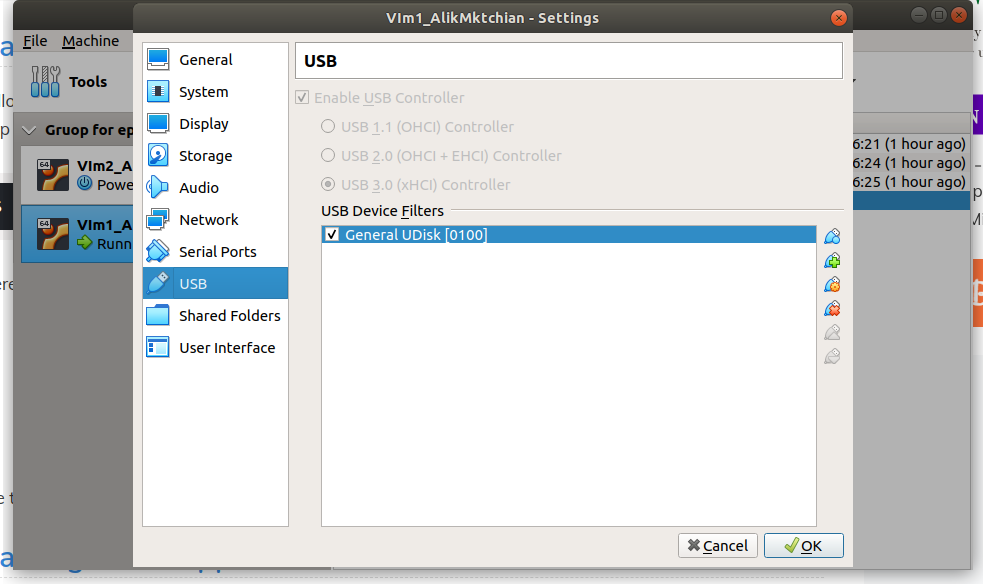 VIm1_AlikMktchian - Settings
File Machine
Tools
Gruop for ep
64
VIm2_A
Powe
64
VIm1_A
Runn
General
System
Display
Storage
Audio
Network
Serial Ports
USB
Shared Folders
User Interface
USB
Enable USB Controller
USB 1.1 (OHCI) Controller
USB 2.0 (OHCI + EHCI) Controller
USB 3.0 (xHCI) Controller
USB Device Filters
General UDisk [0100]
6:21 (1 hour ago)
6:24 (1 hour ago)
6:25 (1 hour ago)
Cancel
OK